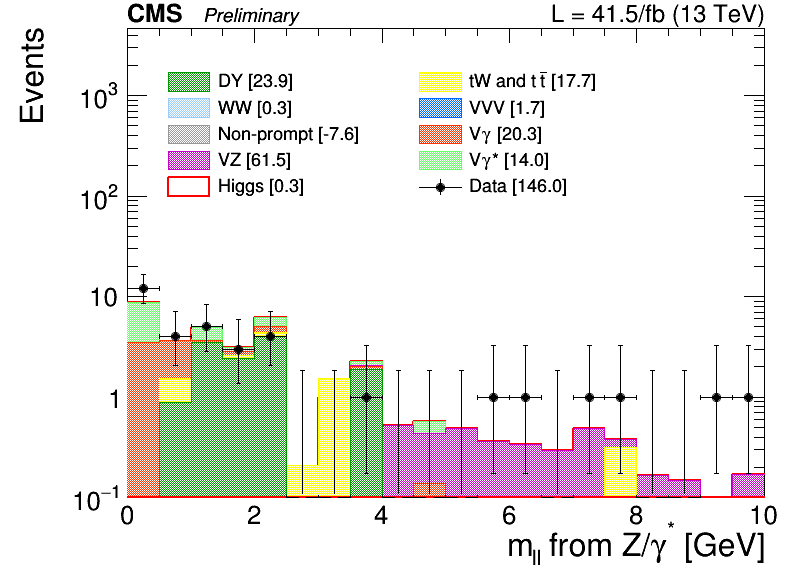 CMS Preliminary L = 41.5/fb (13 TeV)
Events
DY [23.9] tW and t t̄ [17.7]
WW [0.3] VVV [1.7]
Non-prompt [-7.6] Vγ [20.3]
VZ [61.5] Vγ* [14.0]
Higgs [0.3] Data [146.0]
10³
10²
10
1
10⁻¹
0 2 4 6 8 10
m_ll from Z/γ* [GeV]